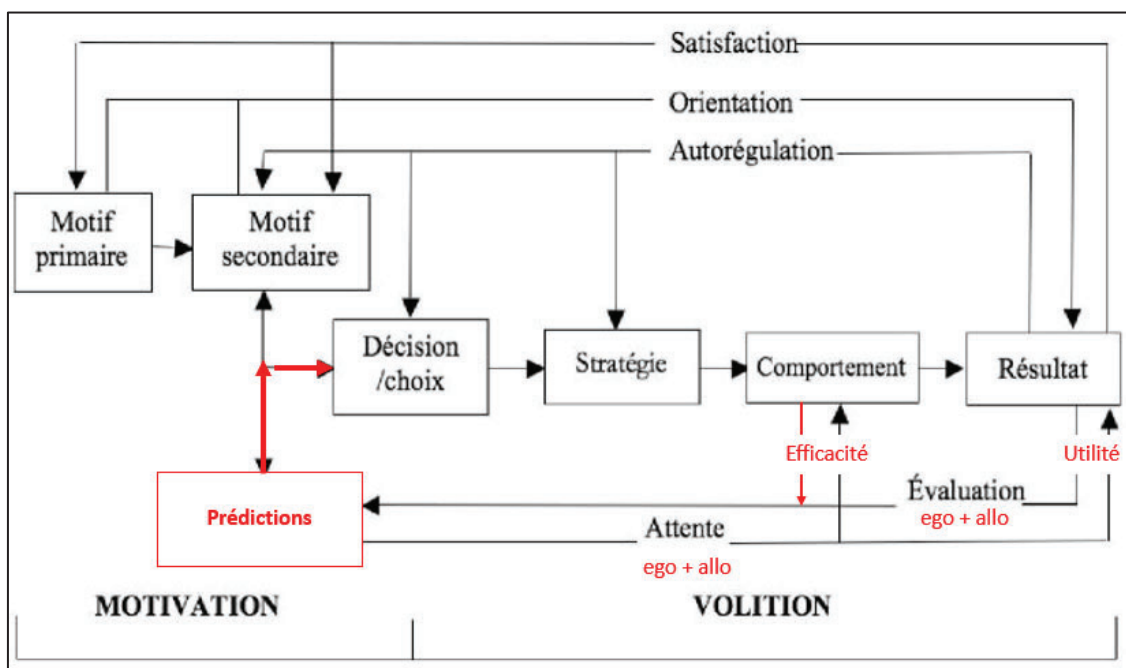 Satisfaction
Orientation
Autorégulation
Motif
primaire
Motif
secondaire
Décision
/choix
Stratégie
Comportement
Résultat
Efficacité
Utilité
Prédictions
Évaluation
ego + allo
Attente
ego + allo
MOTIVATION
VOLITION